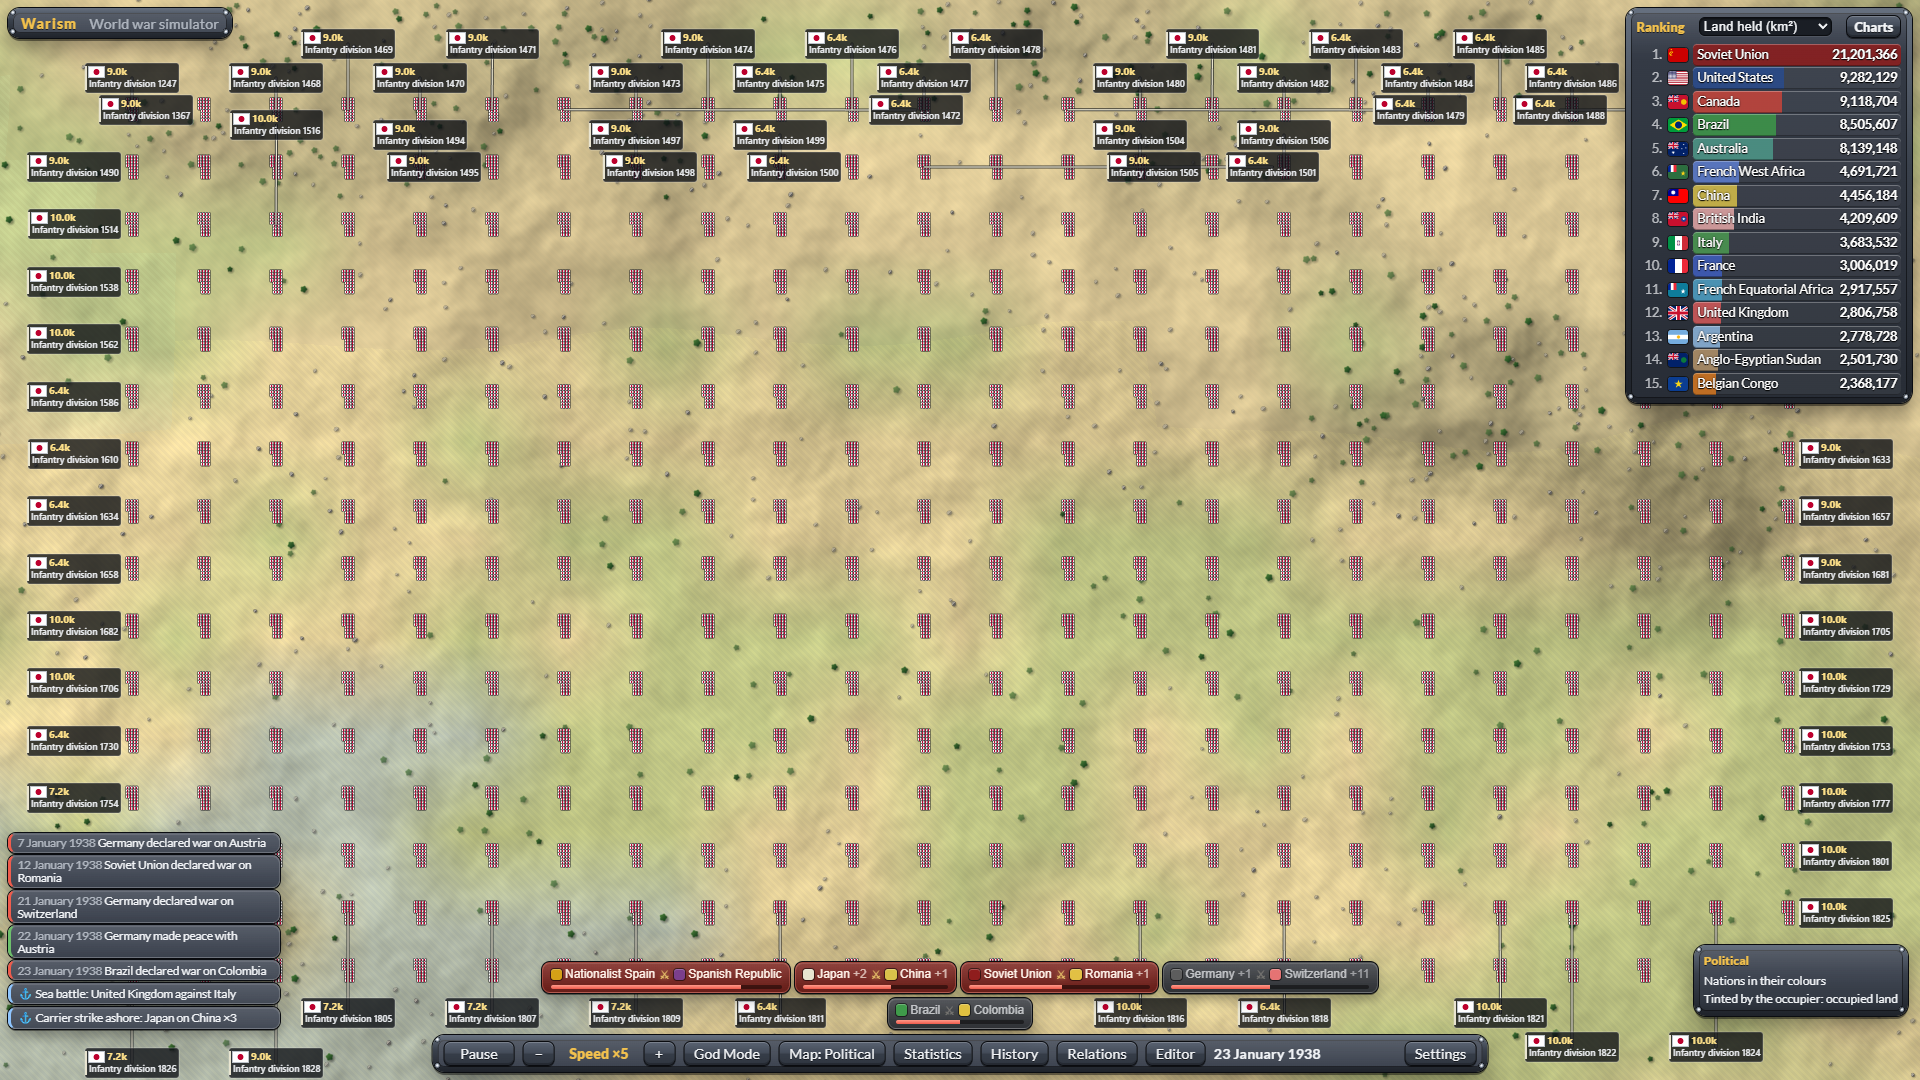 Warism World war simulator
9.0k
Infantry division 1469
9.0k
Infantry division 1471
9.0k
Infantry division 1474
6.4k
Infantry division 1476
6.4k
Infantry division 1478
9.0k
Infantry division 1481
6.4k
Infantry division 1483
6.4k
Infantry division 1485
9.0k
Infantry division 1247
9.0k
Infantry division 1468
9.0k
Infantry division 1470
9.0k
Infantry division 1473
6.4k
Infantry division 1475
6.4k
Infantry division 1477
9.0k
Infantry division 1480
9.0k
Infantry division 1482
6.4k
Infantry division 1484
6.4k
Infantry division 1486
9.0k
Infantry division 1367
10.0k
Infantry division 1516
6.4k
Infantry division 1472
6.4k
Infantry division 1479
6.4k
Infantry division 1488
9.0k
Infantry division 1494
9.0k
Infantry division 1497
6.4k
Infantry division 1499
9.0k
Infantry division 1504
9.0k
Infantry division 1506
9.0k
Infantry division 1490
9.0k
Infantry division 1495
9.0k
Infantry division 1498
6.4k
Infantry division 1500
9.0k
Infantry division 1505
6.4k
Infantry division 1501
10.0k
Infantry division 1514
10.0k
Infantry division 1538
10.0k
Infantry division 1562
6.4k
Infantry division 1586
6.4k
Infantry division 1610
6.4k
Infantry division 1634
6.4k
Infantry division 1658
10.0k
Infantry division 1682
10.0k
Infantry division 1706
6.4k
Infantry division 1730
7.2k
Infantry division 1754
Ranking Land held (km²) Charts
1. Soviet Union 21,201,366
2. United States 9,282,129
3. Canada 9,118,704
4. Brazil 8,505,607
5. Australia 8,139,148
6. French West Africa 4,691,721
7. China 4,456,184
8. British India 4,209,609
9. Italy 3,683,532
10. France 3,006,019
11. French Equatorial Africa 2,917,557
12. United Kingdom 2,806,758
13. Argentina 2,778,728
14. Anglo-Egyptian Sudan 2,501,730
15. Belgian Congo 2,368,177
9.0k
Infantry division 1633
9.0k
Infantry division 1657
9.0k
Infantry division 1681
10.0k
Infantry division 1705
10.0k
Infantry division 1729
10.0k
Infantry division 1753
10.0k
Infantry division 1777
10.0k
Infantry division 1801
10.0k
Infantry division 1825
7 January 1938 Germany declared war on Austria
12 January 1938 Soviet Union declared war on
Romania
21 January 1938 Germany declared war on
Switzerland
22 January 1938 Germany made peace with
Austria
23 January 1938 Brazil declared war on Colombia
Sea battle: United Kingdom against Italy
Carrier strike ashore: Japan on China ×3
Nationalist Spain Spanish Republic
Japan +2 China +1
Soviet Union Romania +1
Germany +1 Switzerland +11
Brazil Colombia
Political
Nations in their colours
Tinted by the occupier: occupied land
7.2k
Infantry division 1805
7.2k
Infantry division 1807
7.2k
Infantry division 1809
6.4k
Infantry division 1811
10.0k
Infantry division 1816
6.4k
Infantry division 1818
10.0k
Infantry division 1821
7.2k
Infantry division 1826
9.0k
Infantry division 1828
10.0k
Infantry division 1822
10.0k
Infantry division 1824
Pause − Speed ×5 + God Mode Map: Political Statistics History Relations Editor 23 January 1938 Settings